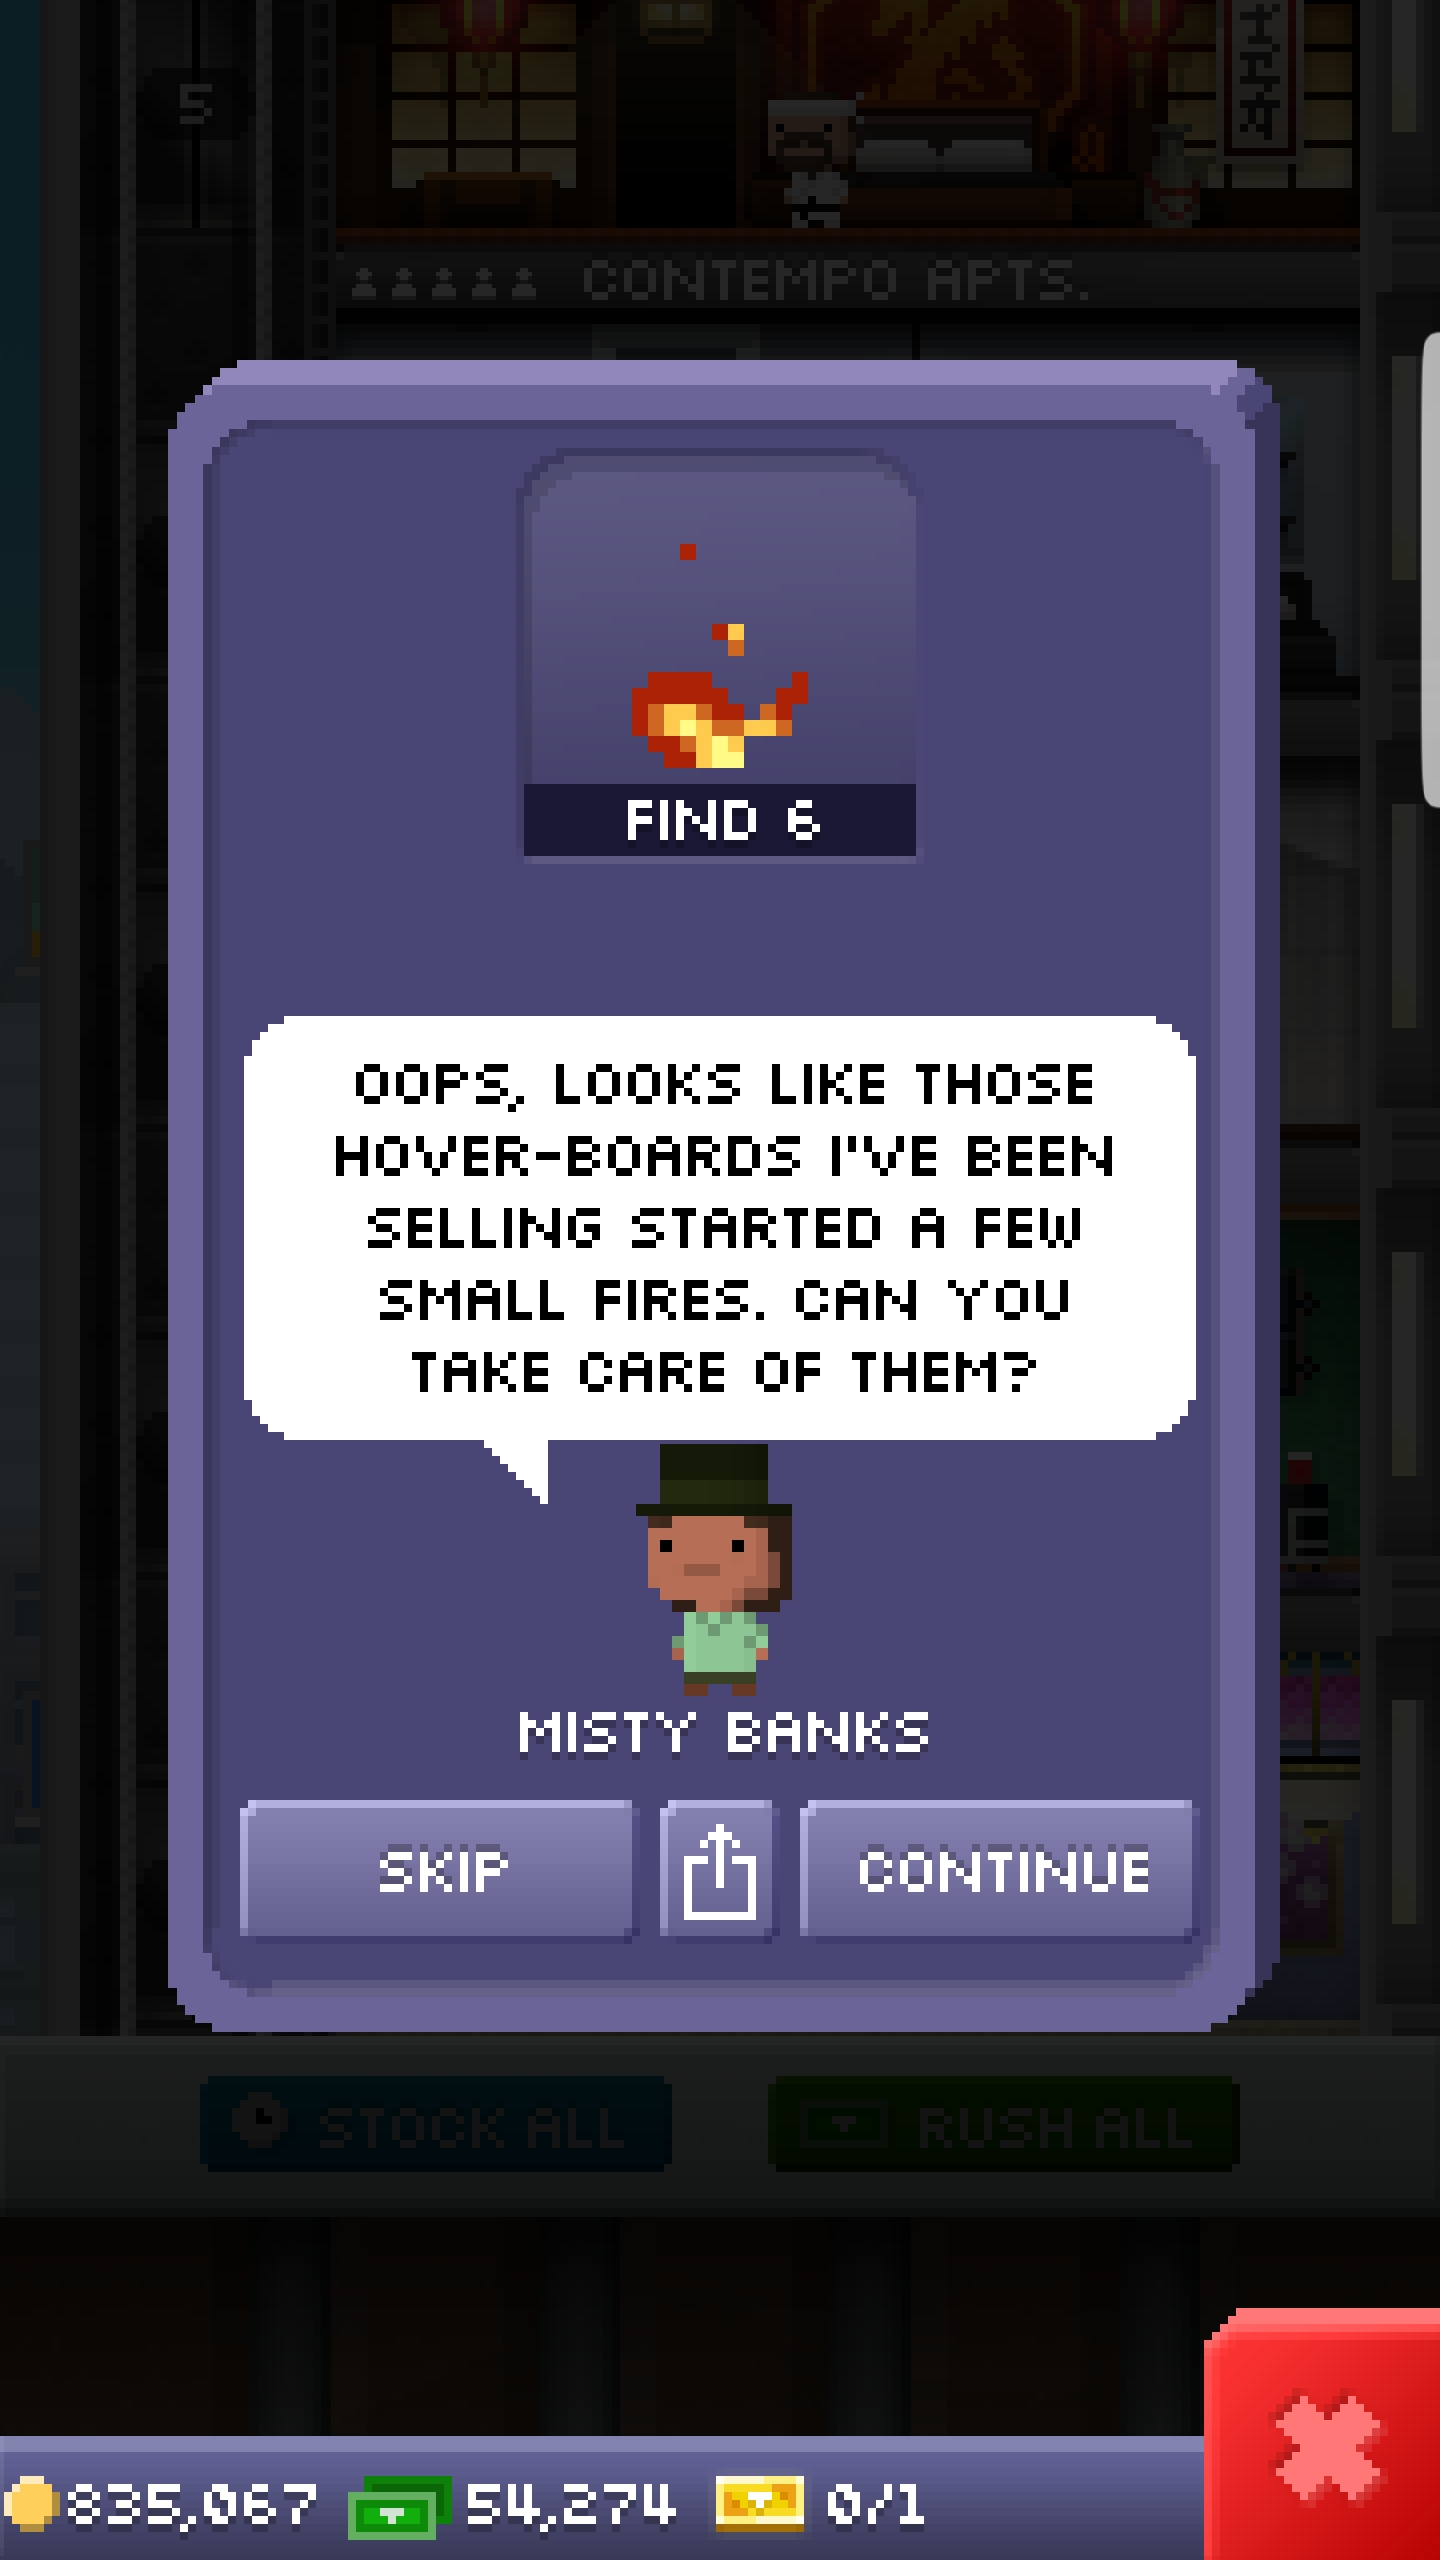 5
CONTEMPO APTS.
FIND 6
OOPS, LOOKS LIKE THOSE
HOVER-BOARDS I'VE BEEN
SELLING STARTED A FEW
SMALL FIRES. CAN YOU
TAKE CARE OF THEM?
MISTY BANKS
SKIP
CONTINUE
STOCK ALL
RUSH ALL
835,067
54,274
0/1